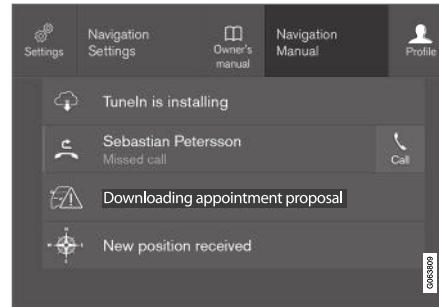 Settings
Navigation
Settings
Owner's
manual
Navigation
Manual
Profile
TuneIn is installing
Sebastian Petersson
Missed call
Call
Downloading appointment proposal
New position received
G063809